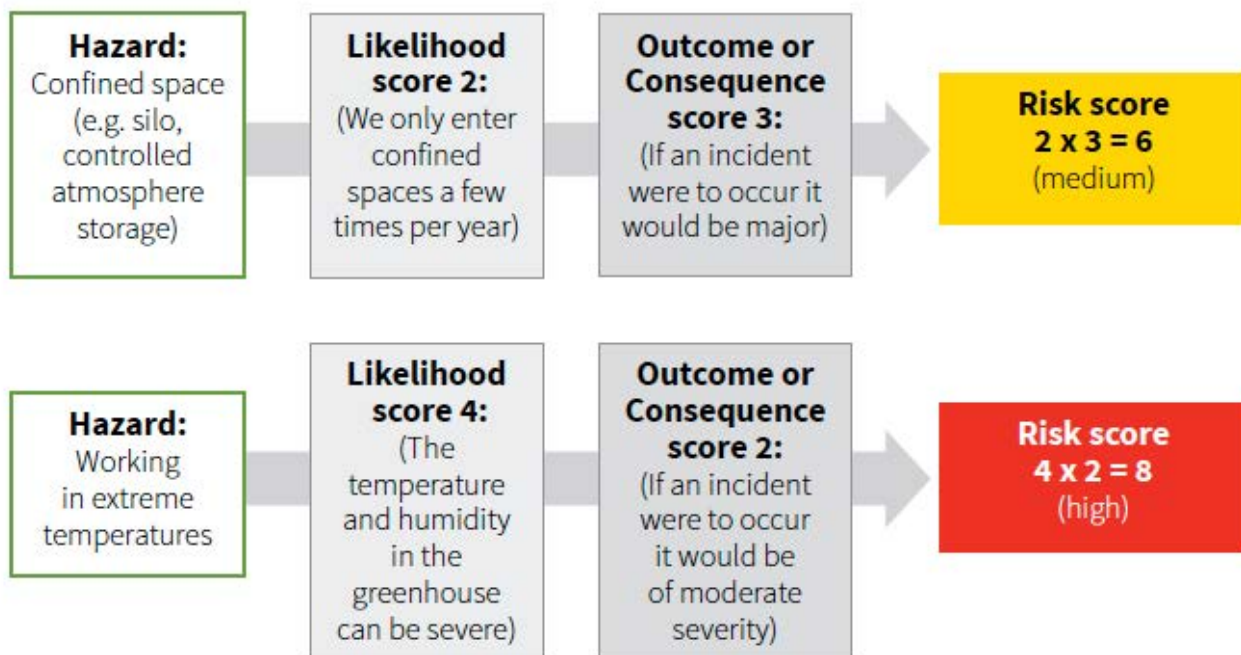 Hazard:
Confined space
(e.g. silo,
controlled
atmosphere
storage)
Likelihood
score 2:
(We only enter
confined
spaces a few
times per year)
Outcome or
Consequence
score 3:
(If an incident
were to occur it
would be major)
Risk score
2 x 3 = 6
(medium)
Hazard:
Working
in extreme
temperatures
Likelihood
score 4:
(The
temperature
and humidity
in the
greenhouse
can be severe)
Outcome or
Consequence
score 2:
(If an incident
were to occur
it would be
of moderate
severity)
Risk score
4 x 2 = 8
(high)